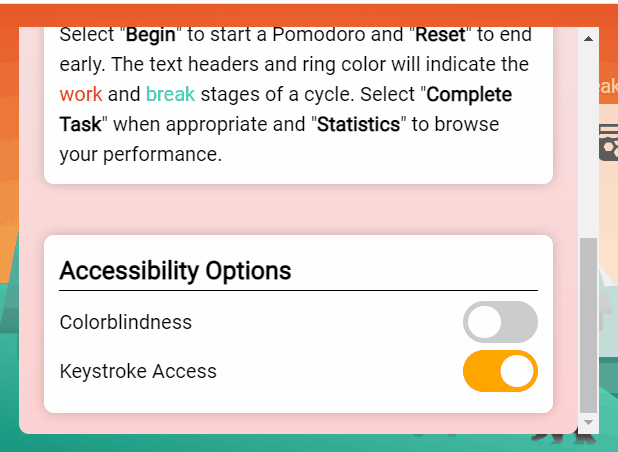 Select "Begin" to start a Pomodoro and "Reset" to end
early. The text headers and ring color will indicate the
work and break stages of a cycle. Select "Complete
Task" when appropriate and "Statistics" to browse
your performance.
Accessibility Options
Colorblindness
Keystroke Access